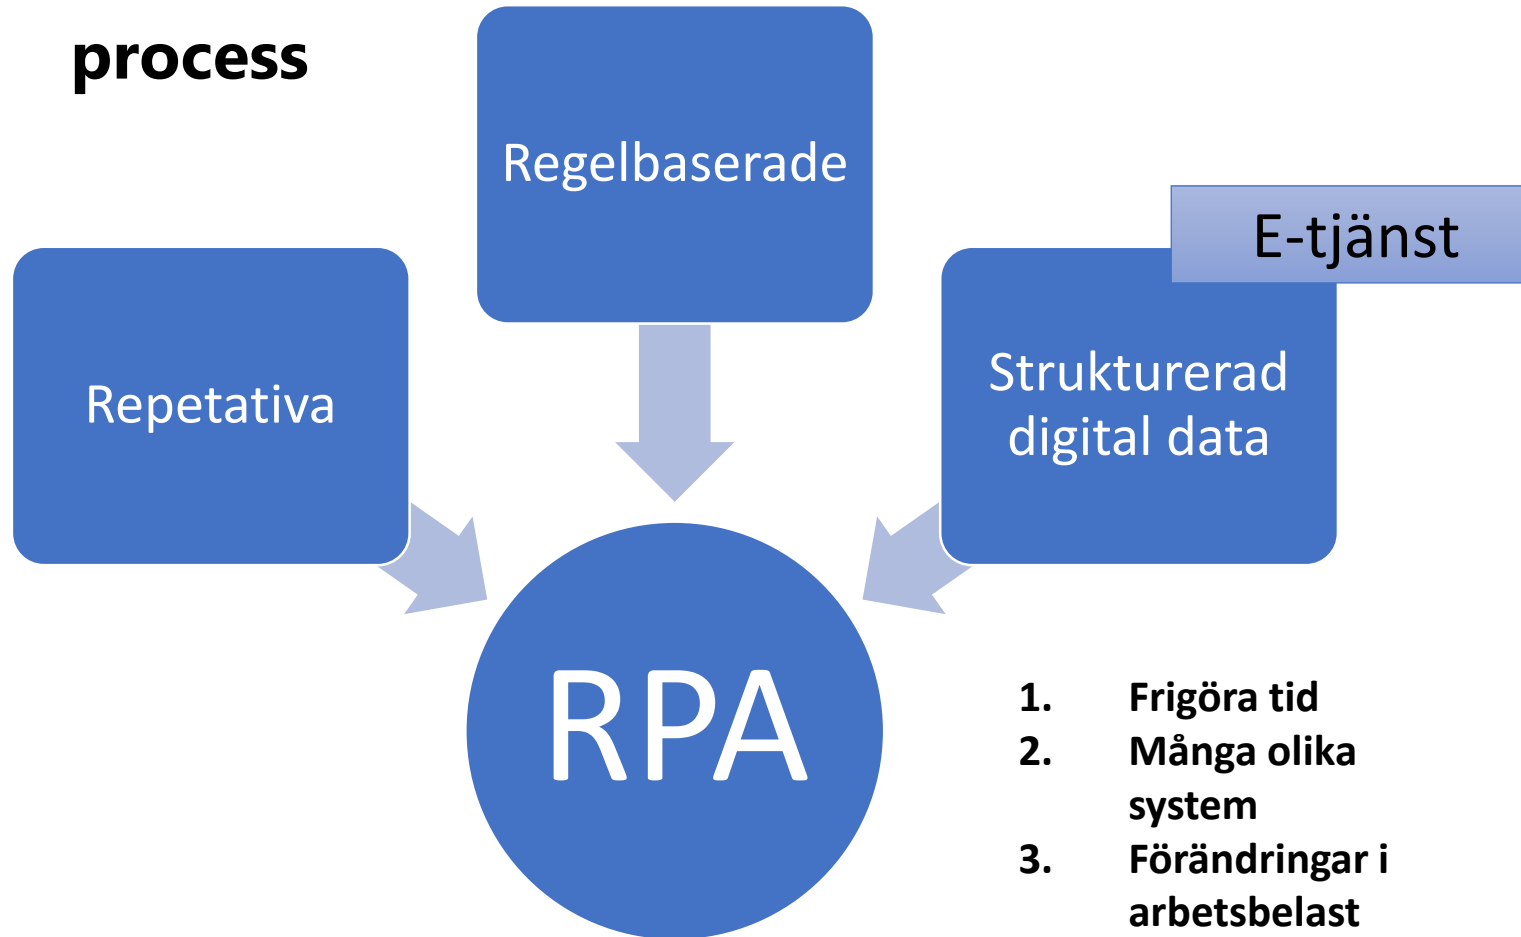 process
Regelbaserade
E-tjänst
Repetativa
Strukturerad
digital data
RPA
1. Frigöra tid
2. Många olika
system
3. Förändringar i
arbetsbelast